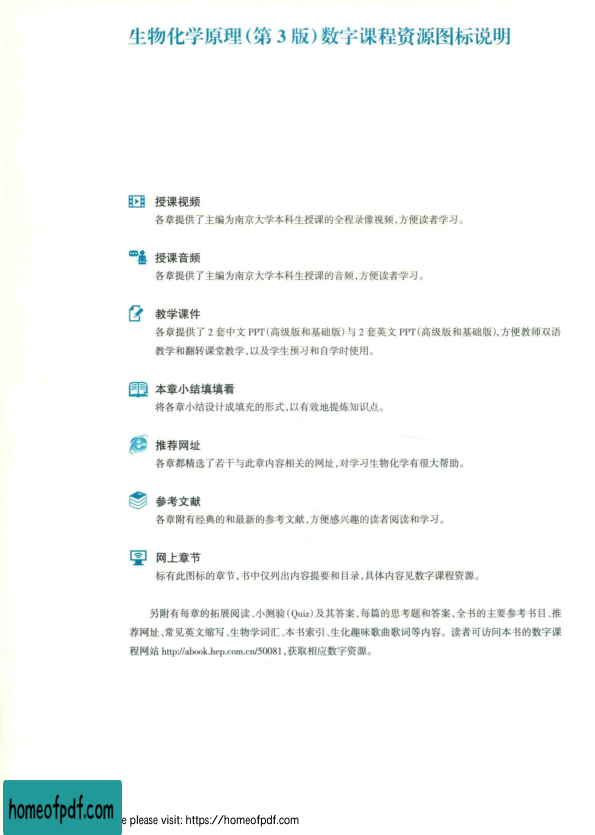 生物化学原理(第 3 版)数字课程资源图标说明
授课视频
各章提供了主编为南京大学本科生授课的全程录像视频,方便读者学习。
授课音频
各章提供了主编为南京大学本科生授课的音频,方便读者学习。
教学课件
各章提供了 2 套中文 PPT(高级版和基础版)与 2 套英文 PPT(高级版和基础版),方便教师双语
教学和翻转课堂教学,以及学生预习和自学时使用。
本章小结填填看
将各章小结设计成填充的形式,以有效地提炼知识点。
推荐网址
各章都精选了若干与此章内容相关的网址,对学习生物化学有很大帮助。
参考文献
各章附有经典的和最新的参考文献,方便感兴趣的读者阅读和学习。
网上章节
标有此图标的章节,书中仅列出内容提要和目录,具体内容见数字课程资源。
另附有每章的拓展阅读、小测验(Quiz)及其答案,每篇的思考题和答案,全书的主要参考书目、推
荐网址、常见英文缩写、生物学词汇、本书索引、生化趣味歌曲歌词等内容。读者可访问本书的数字课
程网站 http://abook.hep.com.cn/50081,获取相应数字资源。
homeofpdf.com
e please visit: https://homeofpdf.com